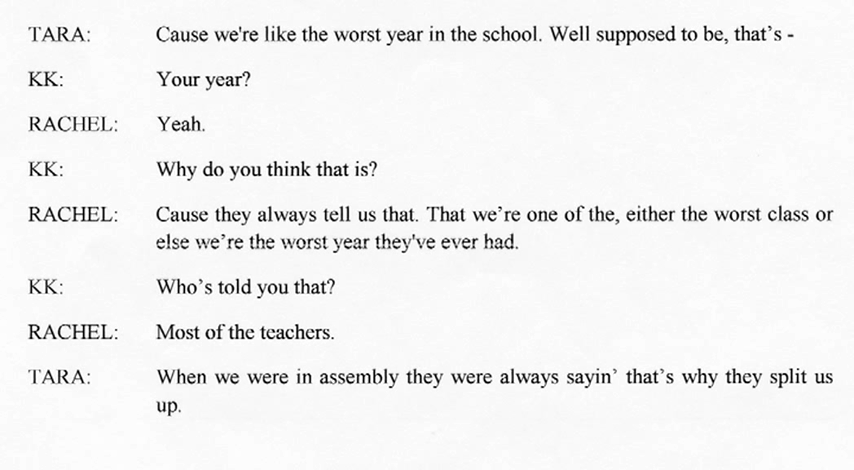 TARA: Cause we're like the worst year in the school. Well supposed to be, that's -
KK: Your year?
RACHEL: Yeah.
KK: Why do you think that is?
RACHEL: Cause they always tell us that. That we're one of the, either the worst class or
else we're the worst year they've ever had.
KK: Who's told you that?
RACHEL: Most of the teachers.
TARA: When we were in assembly they were always sayin' that's why they split us
up.